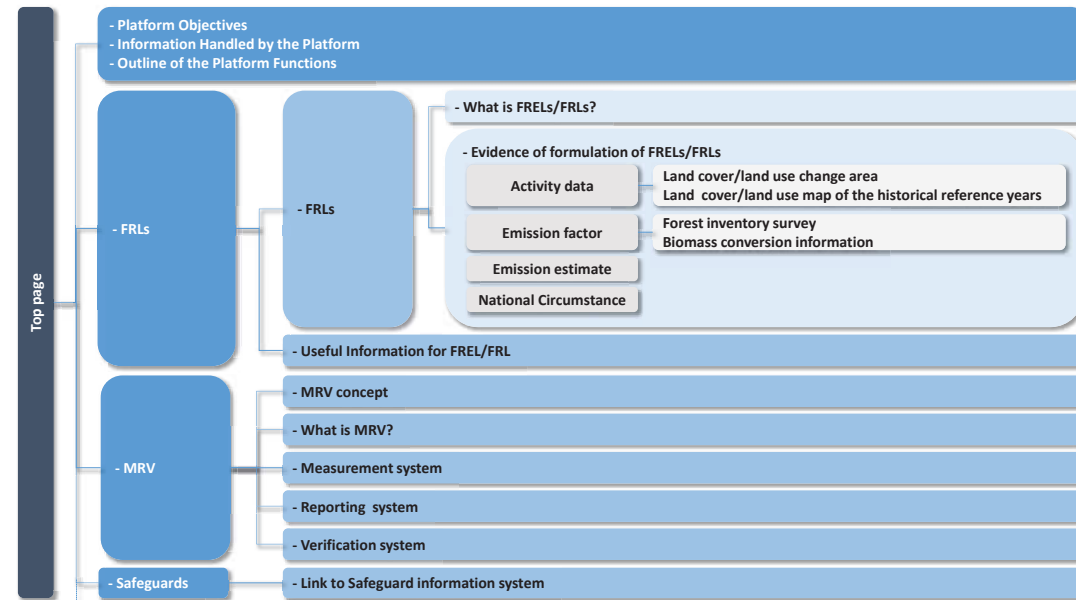 Top page
- Platform Objectives
- Information Handled by the Platform
- Outline of the Platform Functions
- FRLs
- FRLs
- What is FRELs/FRLs?
- Evidence of formulation of FRELs/FRLs
Activity data
Land cover/land use change area
Land cover/land use map of the historical reference years
Emission factor
Forest inventory survey
Biomass conversion information
Emission estimate
National Circumstance
- Useful Information for FREL/FRL
- MRV
- MRV concept
- What is MRV?
- Measurement system
- Reporting system
- Verification system
- Safeguards
- Link to Safeguard information system